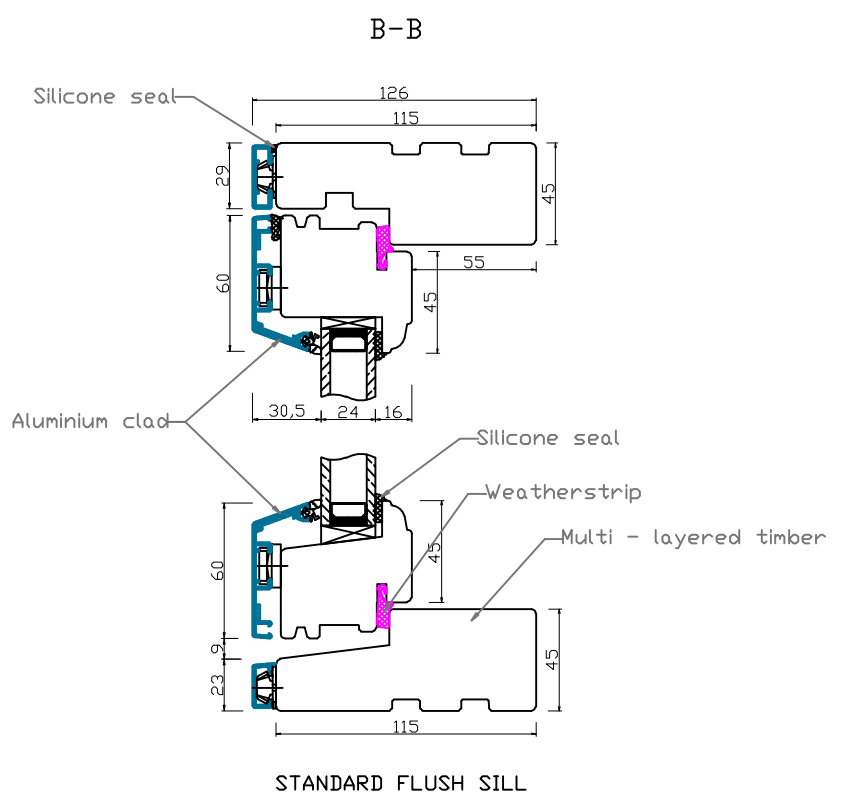 B-B
Silicone seal
126
115
29
45
60
55
45
30,5
24
16
Aluminium clad
Silicone seal
Weatherstrip
Multi - layered timber
45
60
9
23
45
115
STANDARD FLUSH SILL